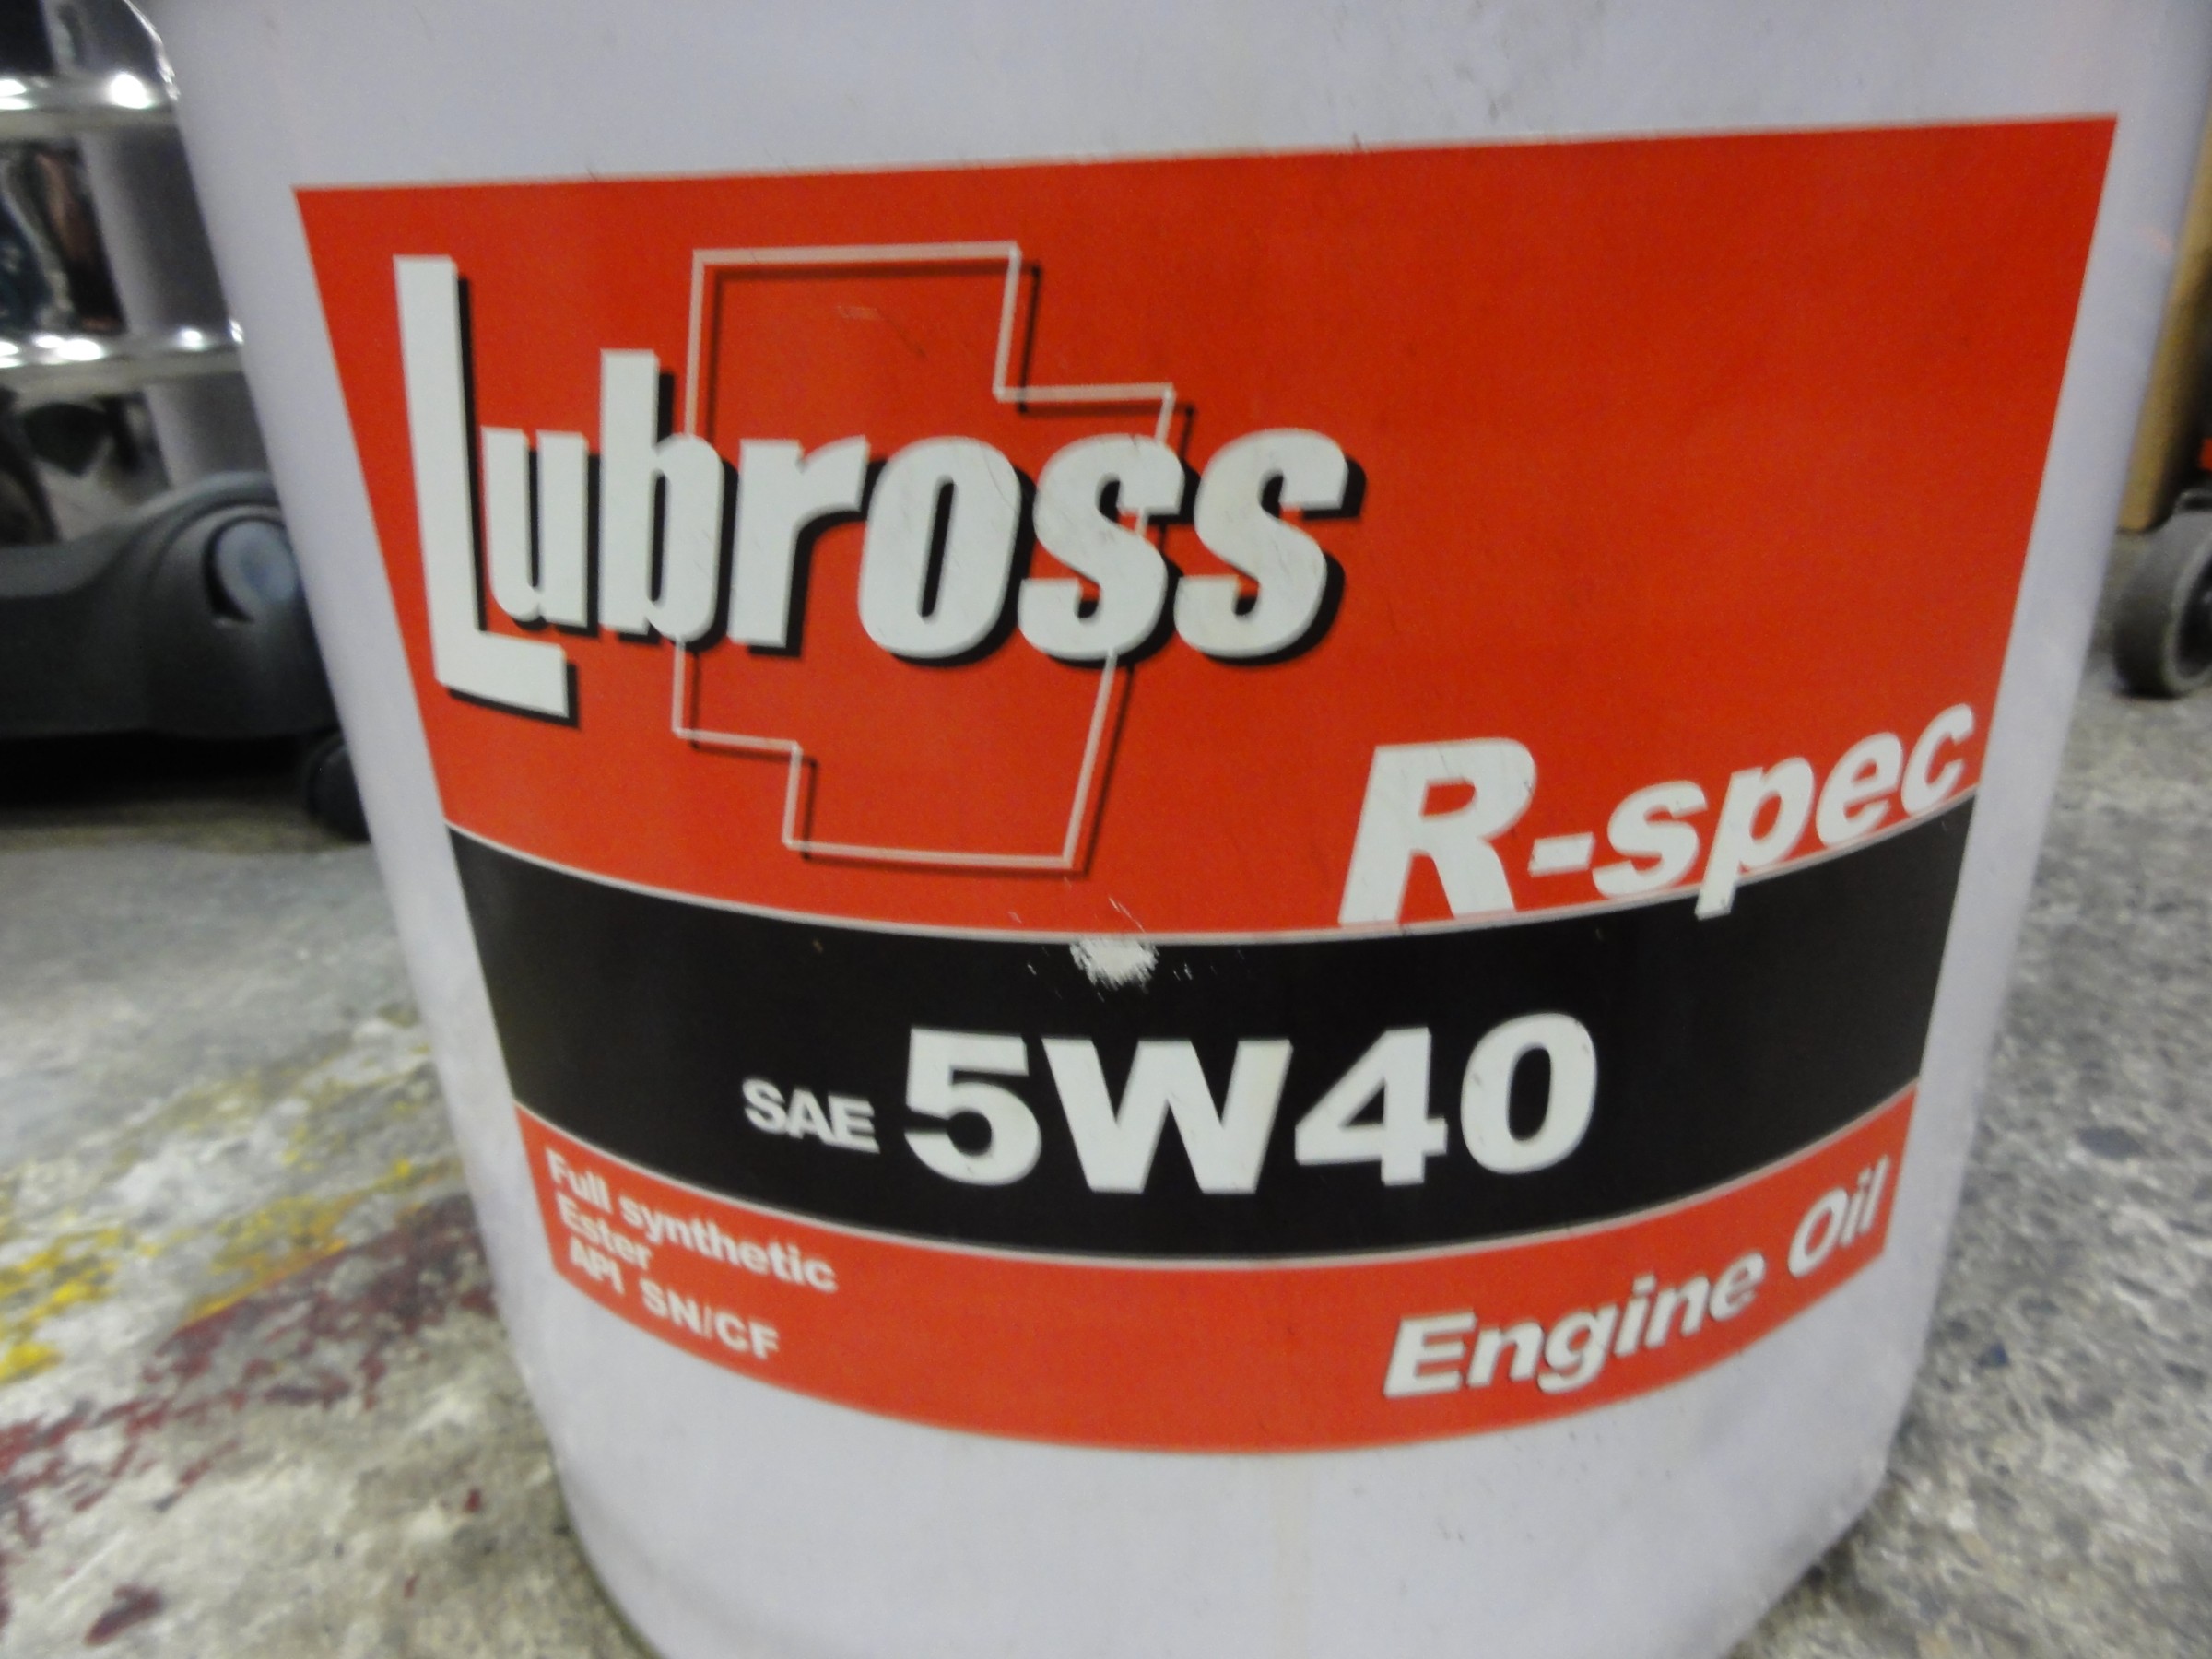 Lubross
R-spec
SAE 5W40
Full synthetic
Ester
API SN/CF
Engine Oil